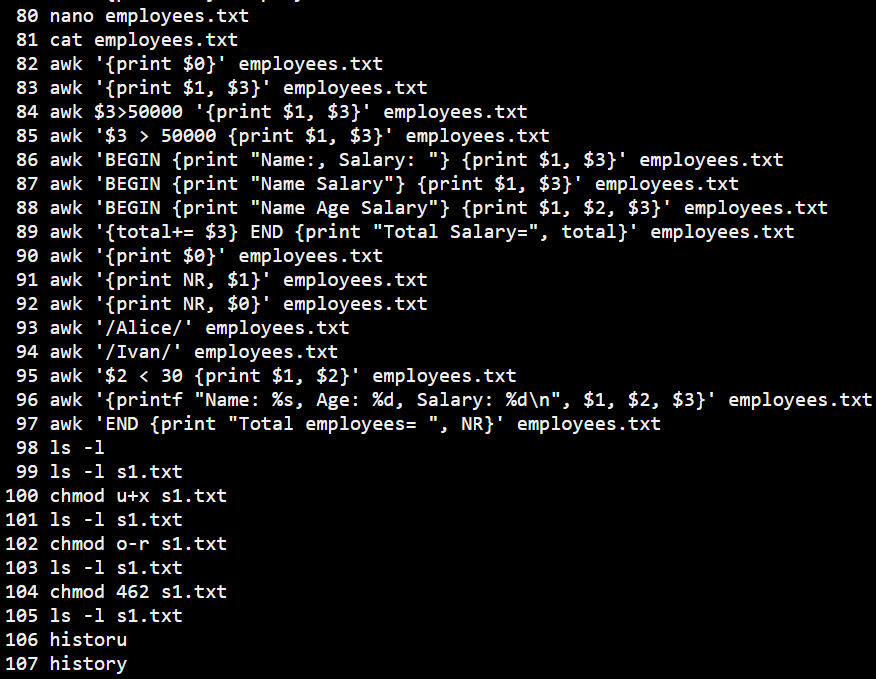 80 nano employees.txt
81 cat employees.txt
82 awk '{print $0}' employees.txt
83 awk '{print $1, $3}' employees.txt
84 awk $3>50000 '{print $1, $3}' employees.txt
85 awk '$3 > 50000 {print $1, $3}' employees.txt
86 awk 'BEGIN {print "Name:, Salary: "} {print $1, $3}' employees.txt
87 awk 'BEGIN {print "Name Salary"} {print $1, $3}' employees.txt
88 awk 'BEGIN {print "Name Age Salary"} {print $1, $2, $3}' employees.txt
89 awk '{total+= $3} END {print "Total Salary=", total}' employees.txt
90 awk '{print $0}' employees.txt
91 awk '{print NR, $1}' employees.txt
92 awk '{print NR, $0}' employees.txt
93 awk '/Alice/' employees.txt
94 awk '/Ivan/' employees.txt
95 awk '$2 < 30 {print $1, $2}' employees.txt
96 awk '{printf "Name: %s, Age: %d, Salary: %d\n", $1, $2, $3}' employees.txt
97 awk 'END {print "Total employees= ", NR}' employees.txt
98 ls -l
99 ls -l s1.txt
100 chmod u+x s1.txt
101 ls -l s1.txt
102 chmod o-r s1.txt
103 ls -l s1.txt
104 chmod 462 s1.txt
105 ls -l s1.txt
106 historu
107 history